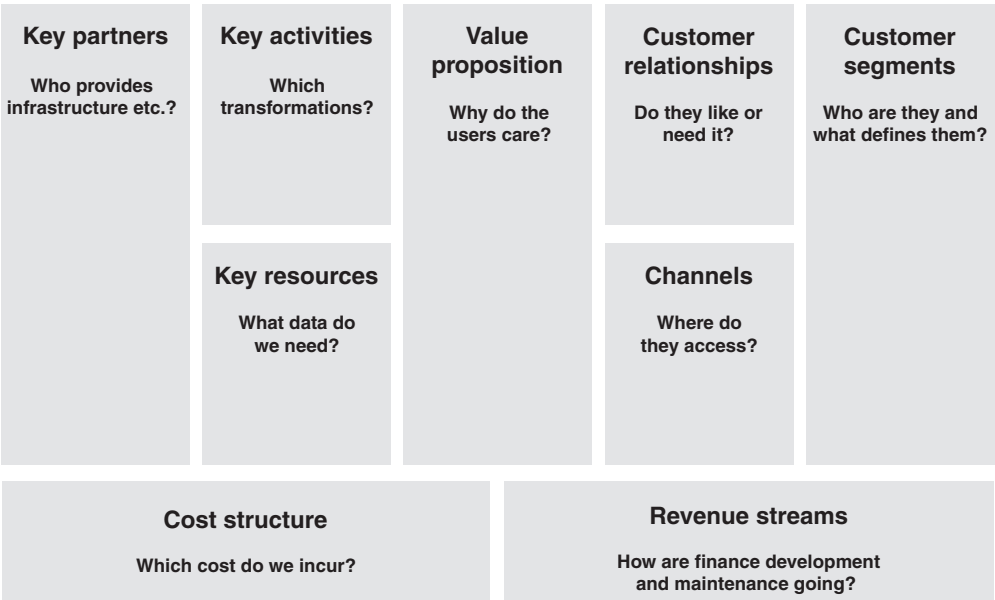 Key partners
Who provides
infrastructure etc.?
Key activities
Which
transformations?
Key resources
What data do
we need?
Value
proposition
Why do the
users care?
Customer
relationships
Do they like or
need it?
Channels
Where do
they access?
Customer
segments
Who are they and
what defines them?
Cost structure
Which cost do we incur?
Revenue streams
How are finance development
and maintenance going?